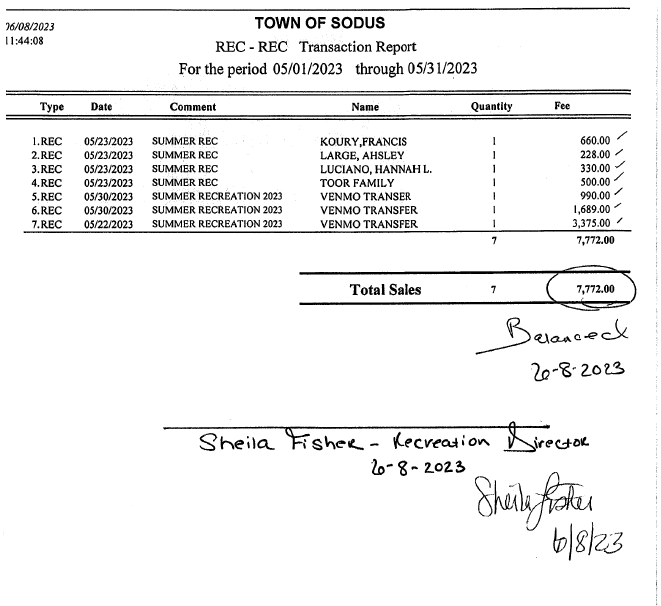 06/08/2023
11:44:08
TOWN OF SODUS
REC - REC Transaction Report
For the period 05/01/2023 through 05/31/2023
Type Date Comment Name Quantity Fee
1.REC 05/23/2023 SUMMER REC KOURY,FRANCIS 1 660.00
2.REC 05/23/2023 SUMMER REC LARGE, AHSLEY 1 228.00
3.REC 05/23/2023 SUMMER REC LUCIANO, HANNAH L. 1 330.00
4.REC 05/23/2023 SUMMER REC TOOR FAMILY 1 500.00
5.REC 05/30/2023 SUMMER RECREATION 2023 VENMO TRANSER 1 990.00
6.REC 05/30/2023 SUMMER RECREATION 2023 VENMO TRANSFER 1 1,689.00
7.REC 05/22/2023 SUMMER RECREATION 2023 VENMO TRANSFER 1 3,375.00
7 7,772.00
Total Sales 7 7,772.00
Balanced
6-8-2023
Sheila Fisher - Recreation Director
6-8-2023
Sheila Fisher
6/8/23